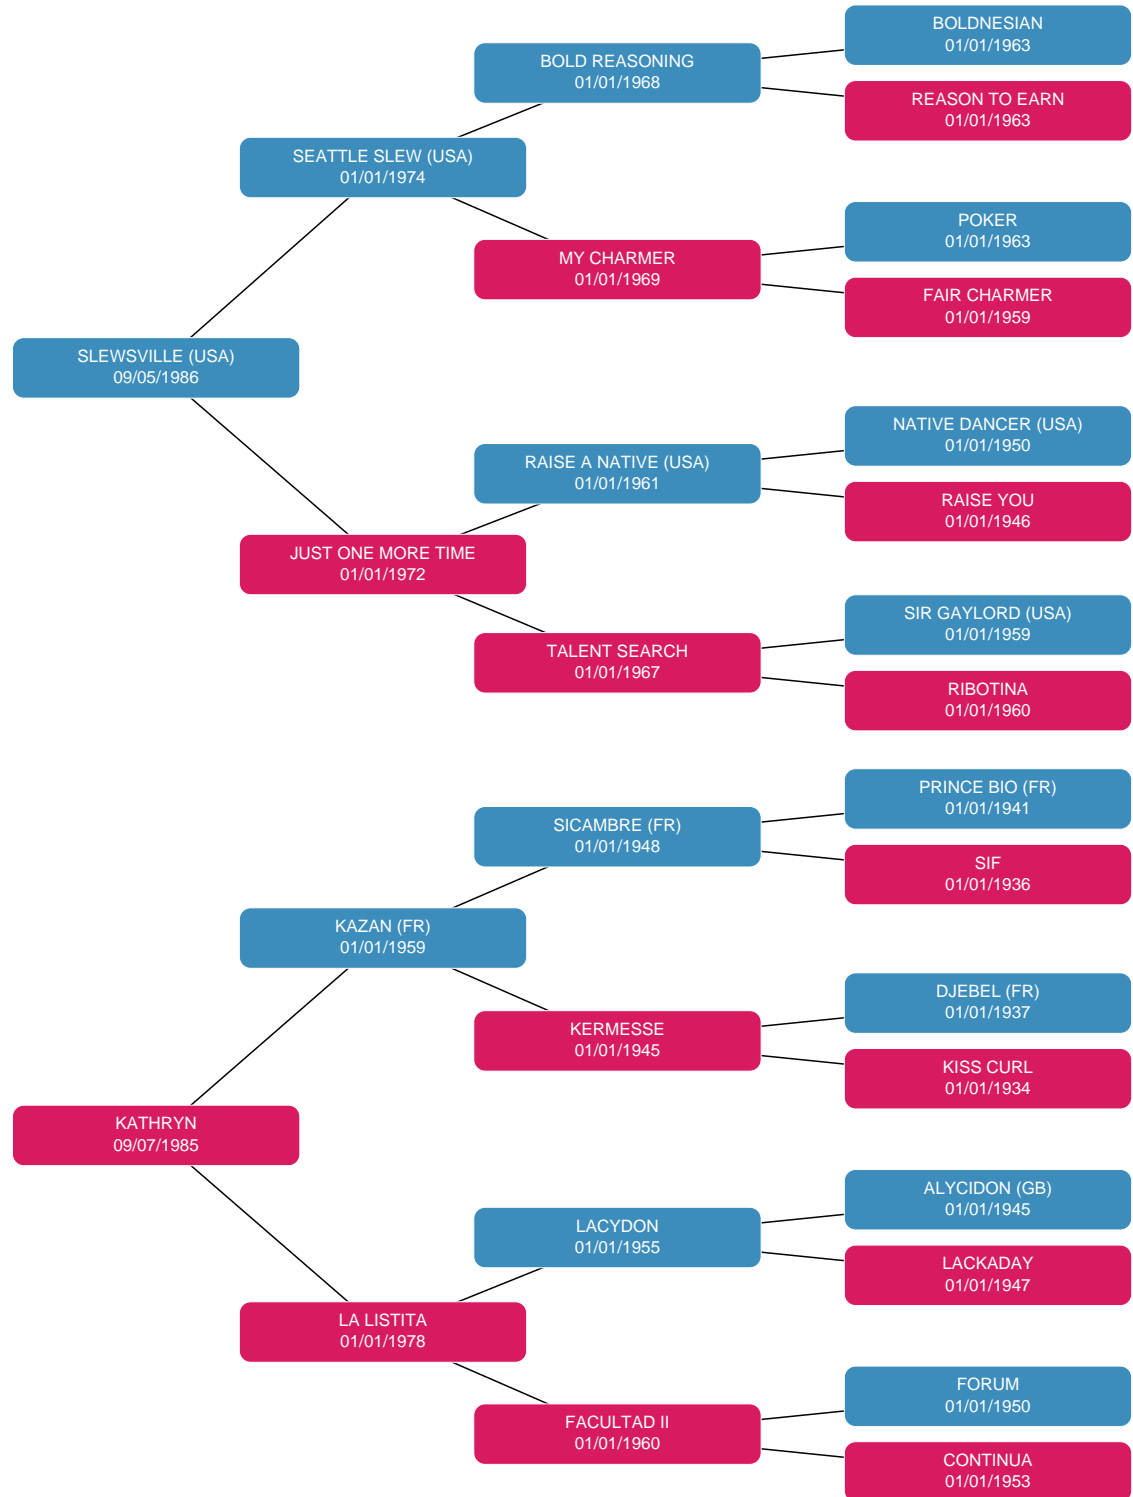 BOLDNESIAN
01/01/1963
BOLD REASONING
01/01/1968
REASON TO EARN
01/01/1963
SEATTLE SLEW (USA)
01/01/1974
POKER
01/01/1963
MY CHARMER
01/01/1969
FAIR CHARMER
01/01/1959
SLEWSVILLE (USA)
09/05/1986
NATIVE DANCER (USA)
01/01/1950
RAISE A NATIVE (USA)
01/01/1961
RAISE YOU
01/01/1946
JUST ONE MORE TIME
01/01/1972
SIR GAYLORD (USA)
01/01/1959
TALENT SEARCH
01/01/1967
RIBOTINA
01/01/1960
PRINCE BIO (FR)
01/01/1941
SICAMBRE (FR)
01/01/1948
SIF
01/01/1936
KAZAN (FR)
01/01/1959
DJEBEL (FR)
01/01/1937
KERMESSE
01/01/1945
KISS CURL
01/01/1934
KATHRYN
09/07/1985
ALYCIDON (GB)
01/01/1945
LACYDON
01/01/1955
LACKADAY
01/01/1947
LA LISTITA
01/01/1978
FORUM
01/01/1950
FACULTAD II
01/01/1960
CONTINUA
01/01/1953